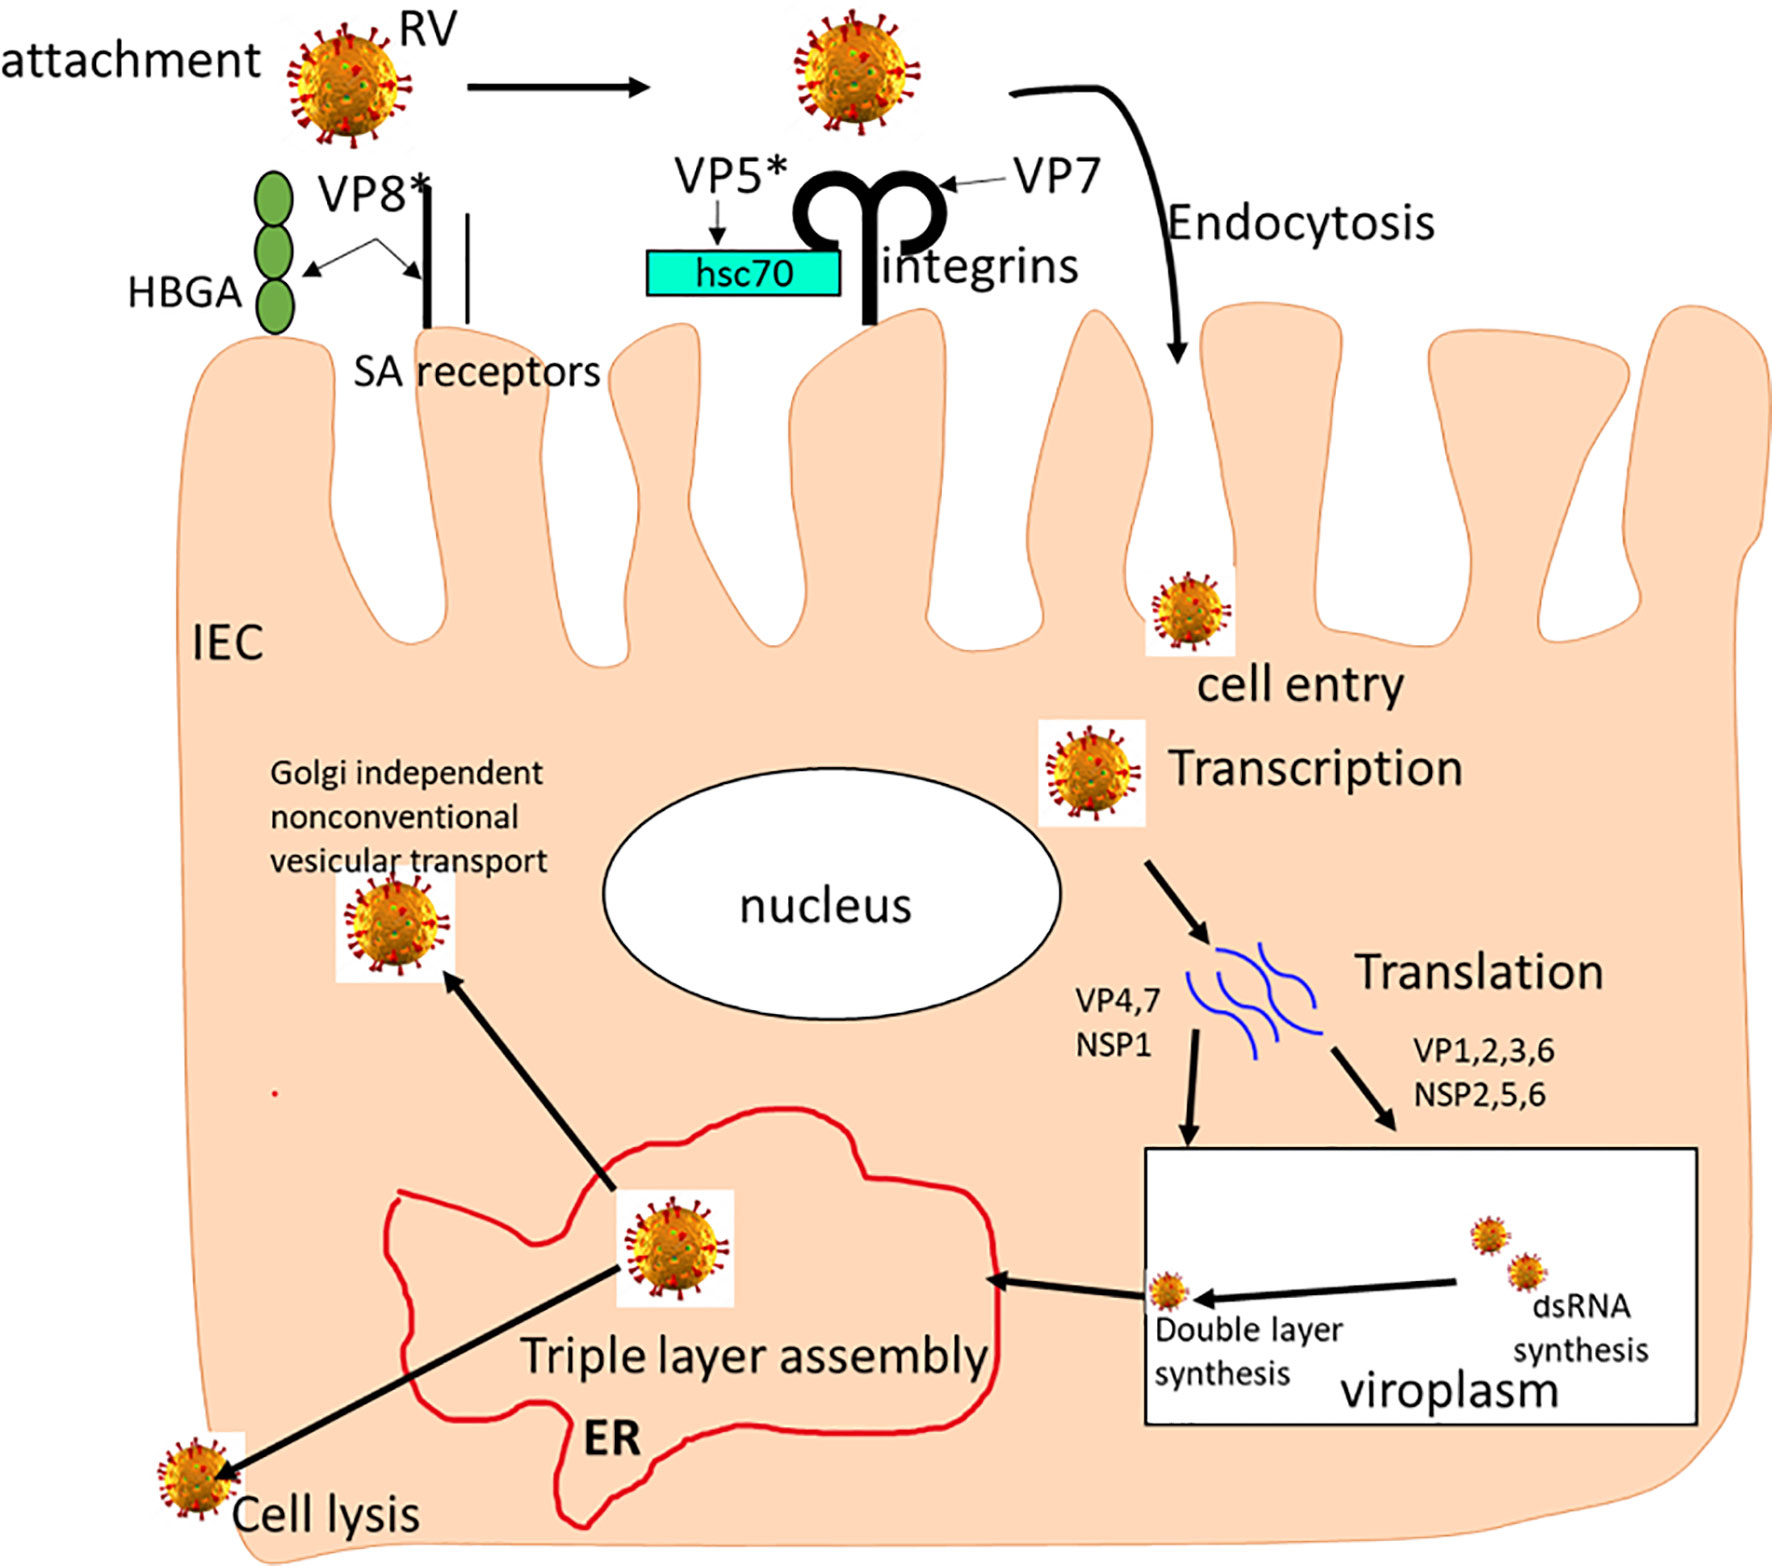 attachment
RV
VP8*
VP5*
VP7
HBGA
hsc70
integrins
Endocytosis
SA receptors
IEC
cell entry
Transcription
Golgi independent
nonconventional
vesicular transport
nucleus
Translation
VP4,7
NSP1
VP1,2,3,6
NSP2,5,6
dsRNA
synthesis
Double layer
synthesis
viroplasm
Triple layer assembly
ER
Cell lysis